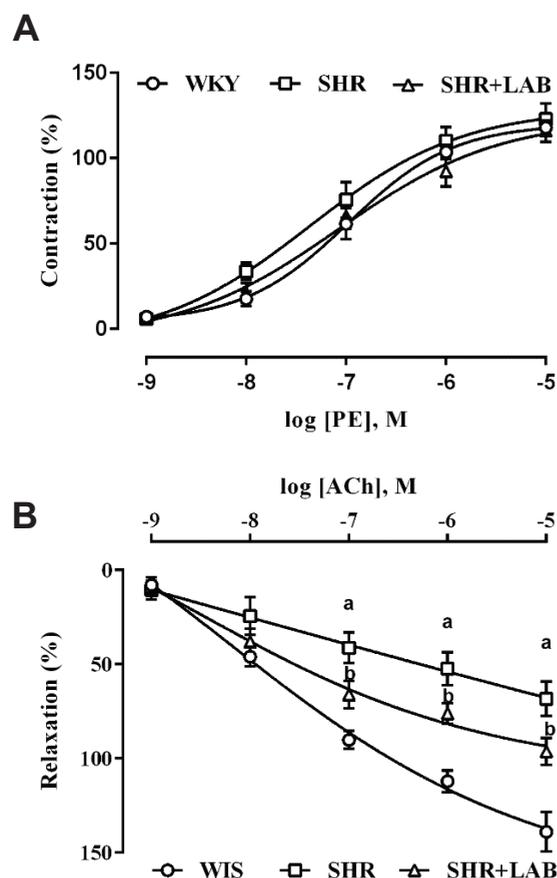 A
WKY SHR SHR+LAB
Contraction (%)
150
100
50
0
-9 -8 -7 -6 -5
log [PE], M
B
log [ACh], M
-9 -8 -7 -6 -5
Relaxation (%)
0
50
100
150
a a a
b b b
WIS SHR SHR+LAB